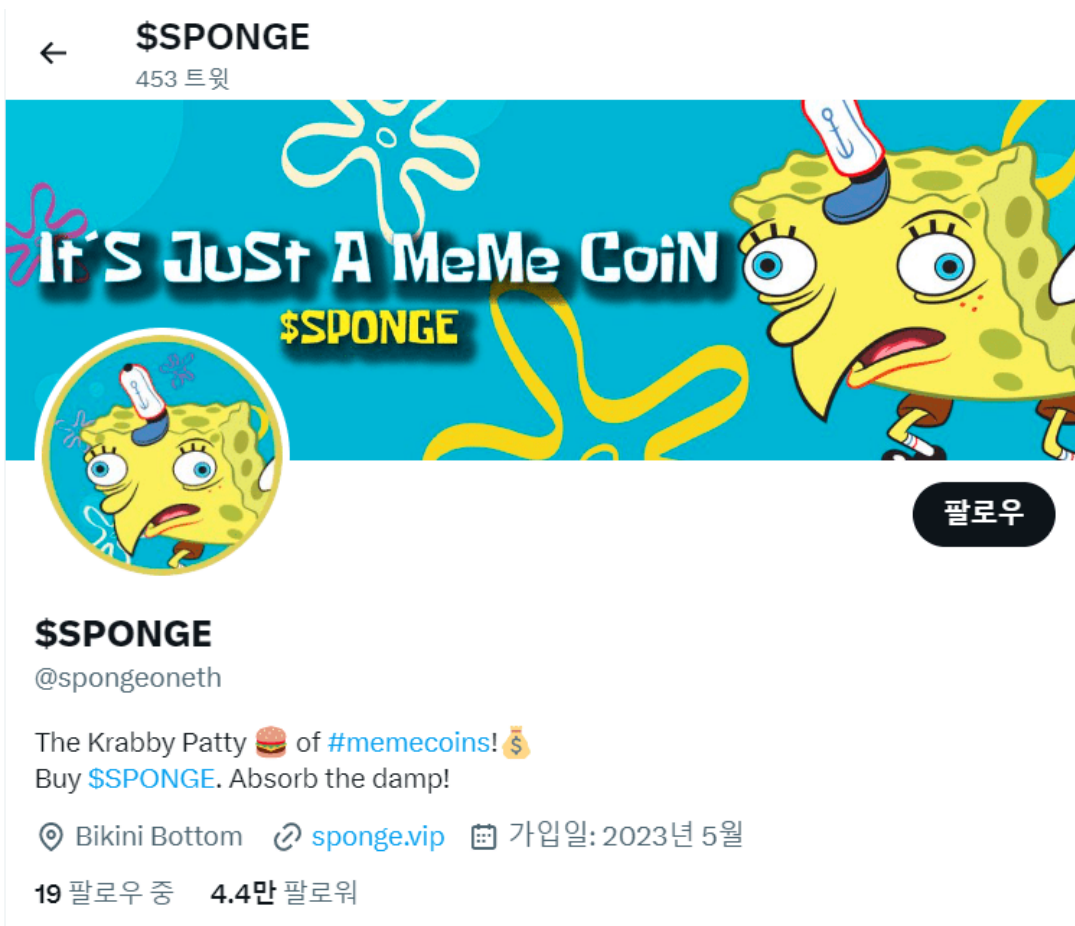 $SPONGE
453 트윗
It´S JuSt A MeMe CoiN
$SPONGE
팔로우
$SPONGE
@spongeoneth
The Krabby Patty 🍔 of #memecoins!💰
Buy $SPONGE. Absorb the damp!
Bikini Bottom sponge.vip 가입일: 2023년 5월
19 팔로우 중 4.4만 팔로워